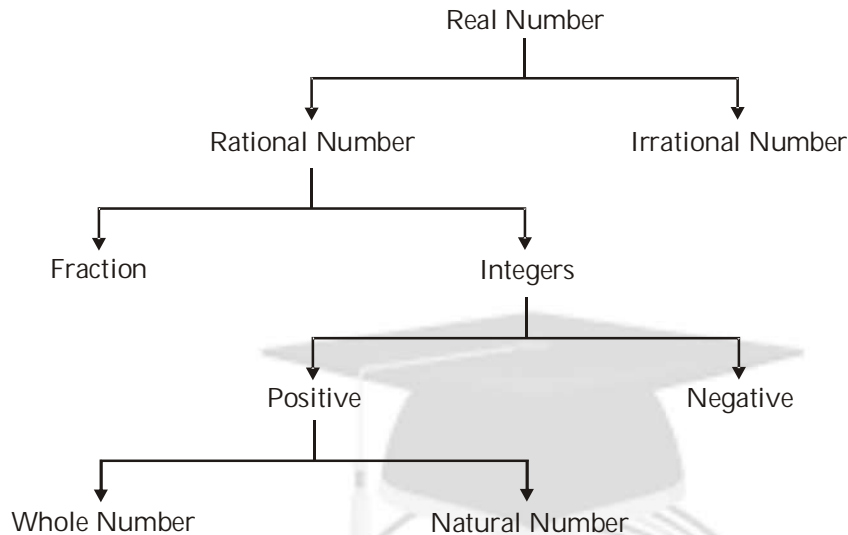 Real Number
Rational Number Irrational Number
Fraction Integers
Positive Negative
Whole Number Natural Number